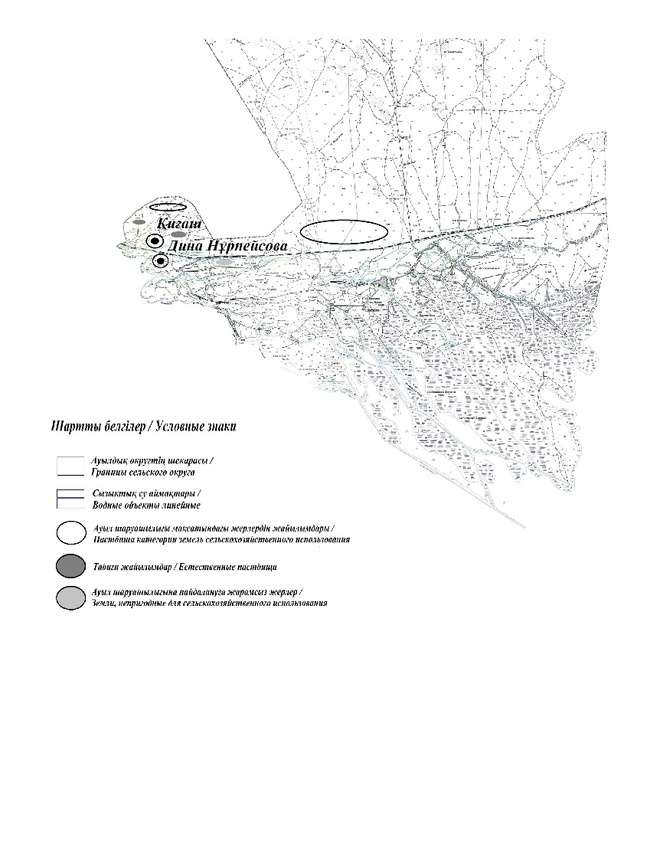 Қиғаш
Дина Нұрпейсова
Шартты белгілер / Условные знаки
Ауылдық округтің шекарасы /
Границы сельского округа
Сызықтық су аймақтары /
Водные объекты линейные
Ауыл шаруашылығы мақсатындағы жерлердің жайылымдары /
Пастбища категории земель сельскохозяйственного использования
Табиғи жайылымдар / Естественные пастбищи
Ауыл шаруашылығына пайдалануға жарамсыз жерлер /
Земли, непригодные для сельскохозяйственного использования